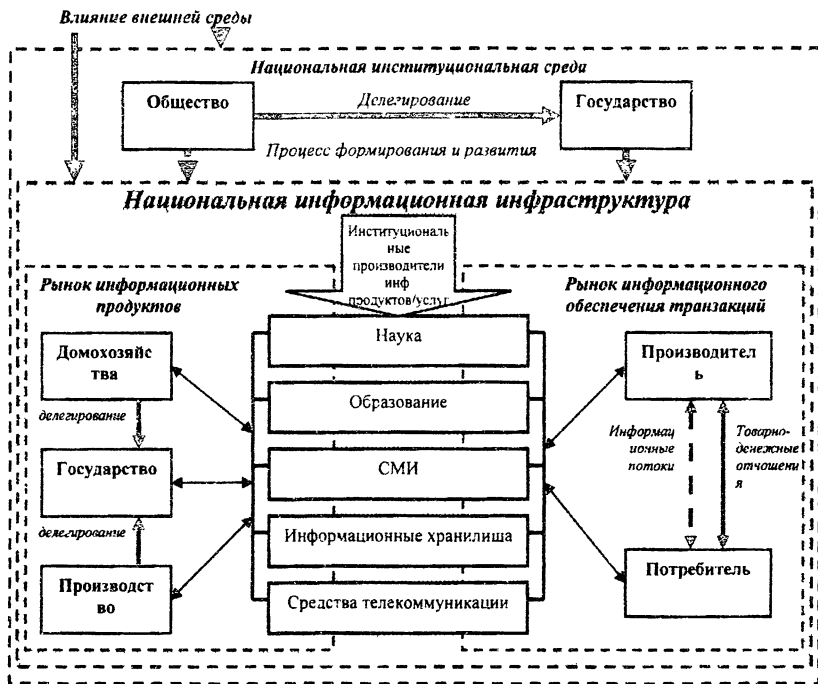 Влияние внешней среды
Национальная институциональная среда
Общество
Делегирование
Государство
Процесс формирования и развития
Национальная информационная инфраструктура
Институциональ
ные
производители
инф
продуктов/услуг
Рынок информационных
продуктов
Рынок информационного
обеспечения транзакций
Наука
Домохозяйс
тва
Производител
ь
Образование
делегирование
Информац
ионные
потоки
Товарно-
денежные
отчошени
я
Государство
СМИ
делегирование
Информационные хранилиша
Производст
во
Потребитель
Средства телекоммуникации